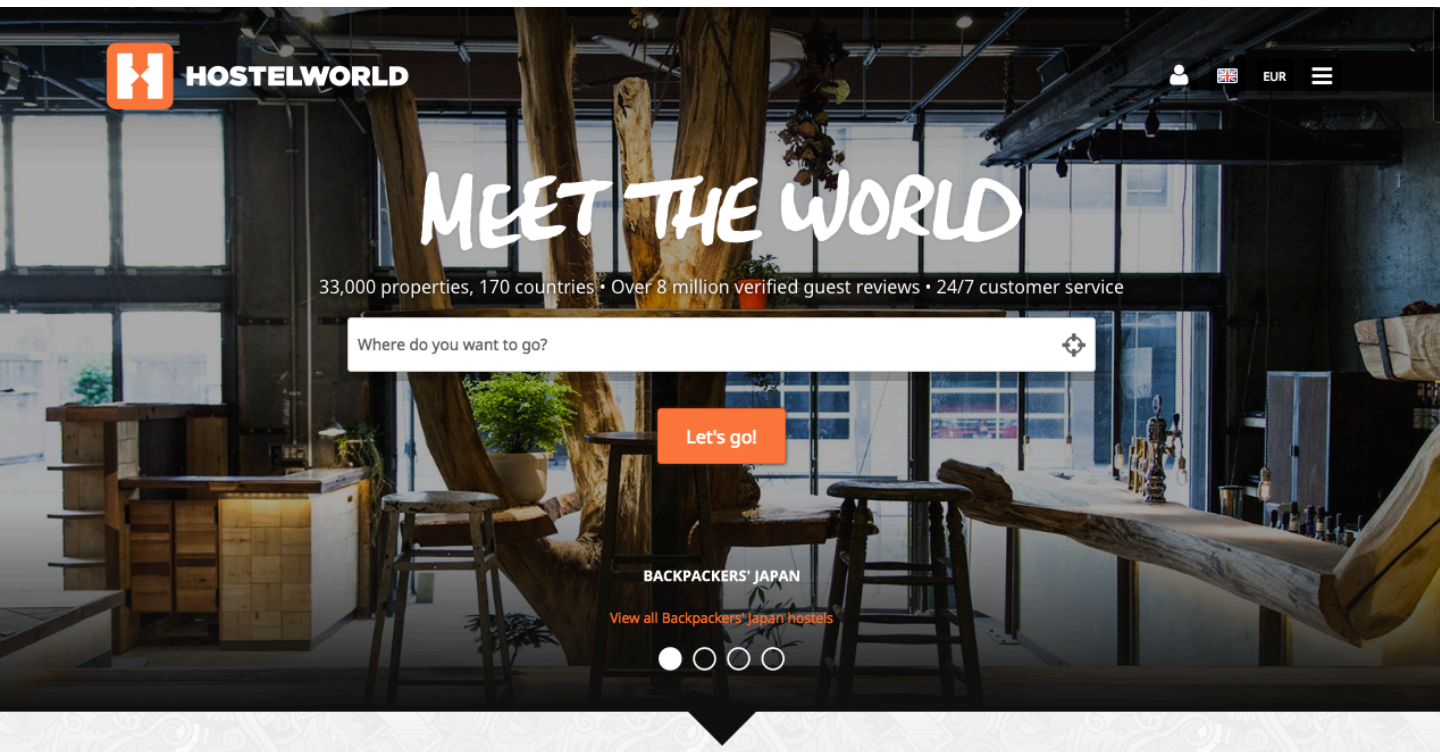 HOSTELWORLD
EUR
MEET THE WORLD
33,000 properties, 170 countries • Over 8 million verified guest reviews • 24/7 customer service
Where do you want to go?
Let's go!
BACKPACKERS' JAPAN
View all Backpackers' Japan hostels